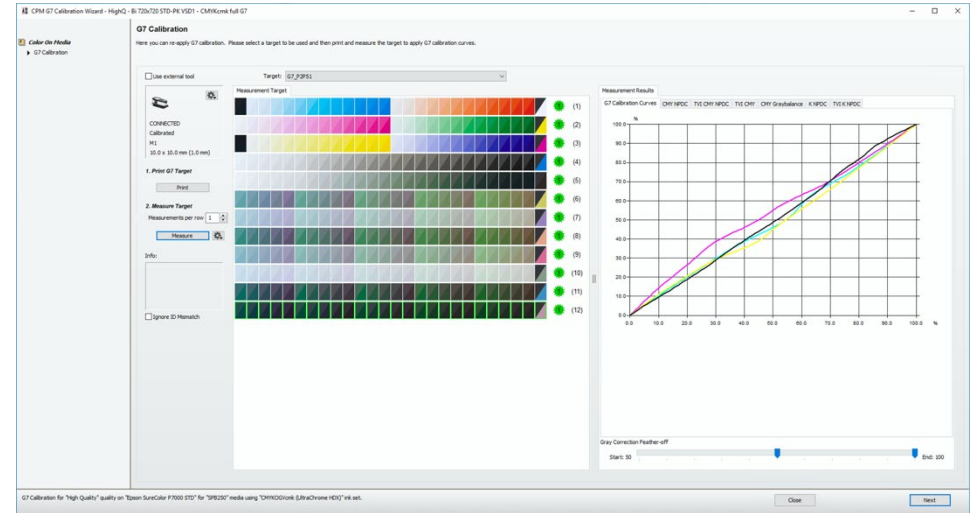 CPM G7 Calibration Wizard - HighQ - Bi 720x720 STD-PK VSD1 - CMYKcmk full G7
Color On Media
G7 Calibration
G7 Calibration
Here you can re-apply G7 calibration. Please select a target to be used and then print and measure the target to apply G7 calibration curves.
Use external tool
Target: G7_P2P51
CONNECTED
Calibrated
M1
10.0 x 10.0 mm (1.0 mm)
1. Print G7 Target
Print
2. Measure Target
Measurements per row 1
Measure
Info:
Ignore ID Mismatch
Measurement Target
(1)
(2)
(3)
(4)
(5)
(6)
(7)
(8)
(9)
(10)
(11)
(12)
Measurement Results
G7 Calibration Curves CMY NPDC TVI CMY NPDC TVI CMY CMY Graybalance K NPDC TVI K NPDC
%
100.0
90.0
80.0
70.0
60.0
50.0
40.0
30.0
20.0
10.0
0.0
0.0 10.0 20.0 30.0 40.0 50.0 60.0 70.0 80.0 90.0 100.0 %
Gray Correction Feather-off
Start: 50 End: 100
G7 Calibration for "High Quality" quality on "Epson SureColor P7000 STD" for "SPB250" media using "CMYKOGVcmk (UltraChrome HDX)" ink set.
Close
Next